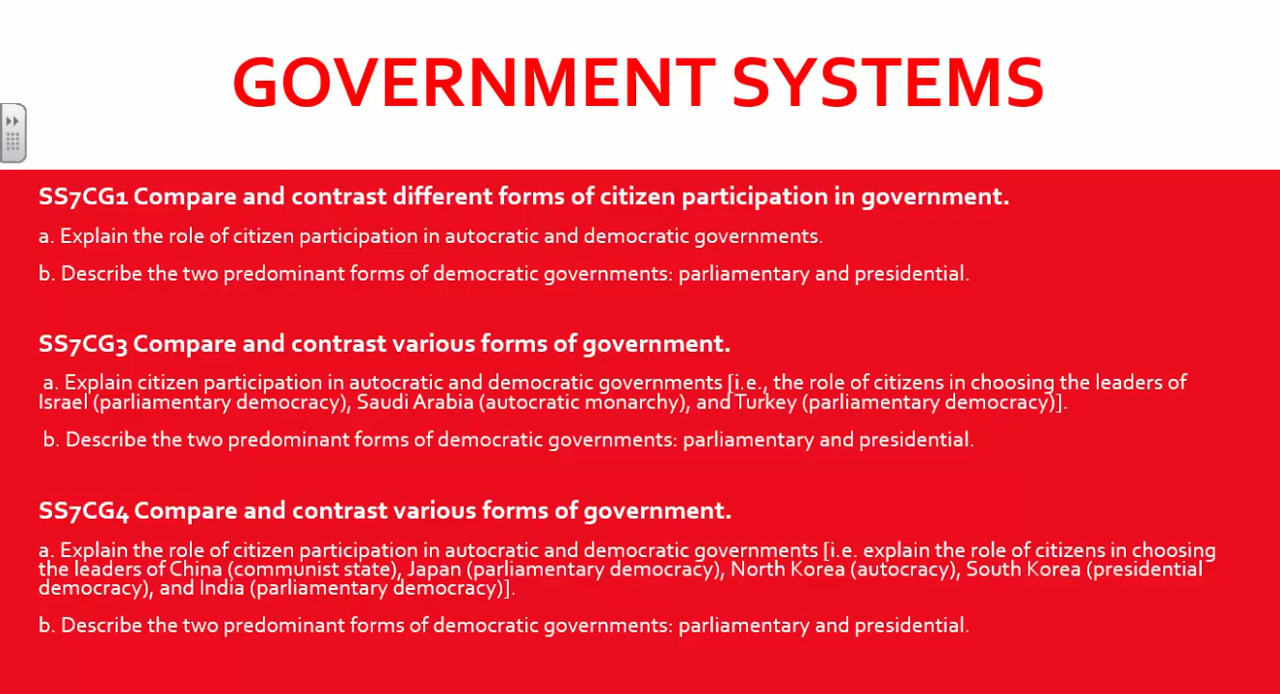 GOVERNMENT SYSTEMS
SS7CG1 Compare and contrast different forms of citizen participation in government.
a. Explain the role of citizen participation in autocratic and democratic governments.
b. Describe the two predominant forms of democratic governments: parliamentary and presidential.
SS7CG3 Compare and contrast various forms of government.
a. Explain citizen participation in autocratic and democratic governments [i.e., the role of citizens in choosing the leaders of
Israel (parliamentary democracy), Saudi Arabia (autocratic monarchy), and Turkey (parliamentary democracy)].
b. Describe the two predominant forms of democratic governments: parliamentary and presidential.
SS7CG4 Compare and contrast various forms of government.
a. Explain the role of citizen participation in autocratic and democratic governments [i.e. explain the role of citizens in choosing
the leaders of China (communist state), Japan (parliamentary democracy), North Korea (autocracy), South Korea (presidential
democracy), and India (parliamentary democracy)].
b. Describe the two predominant forms of democratic governments: parliamentary and presidential.